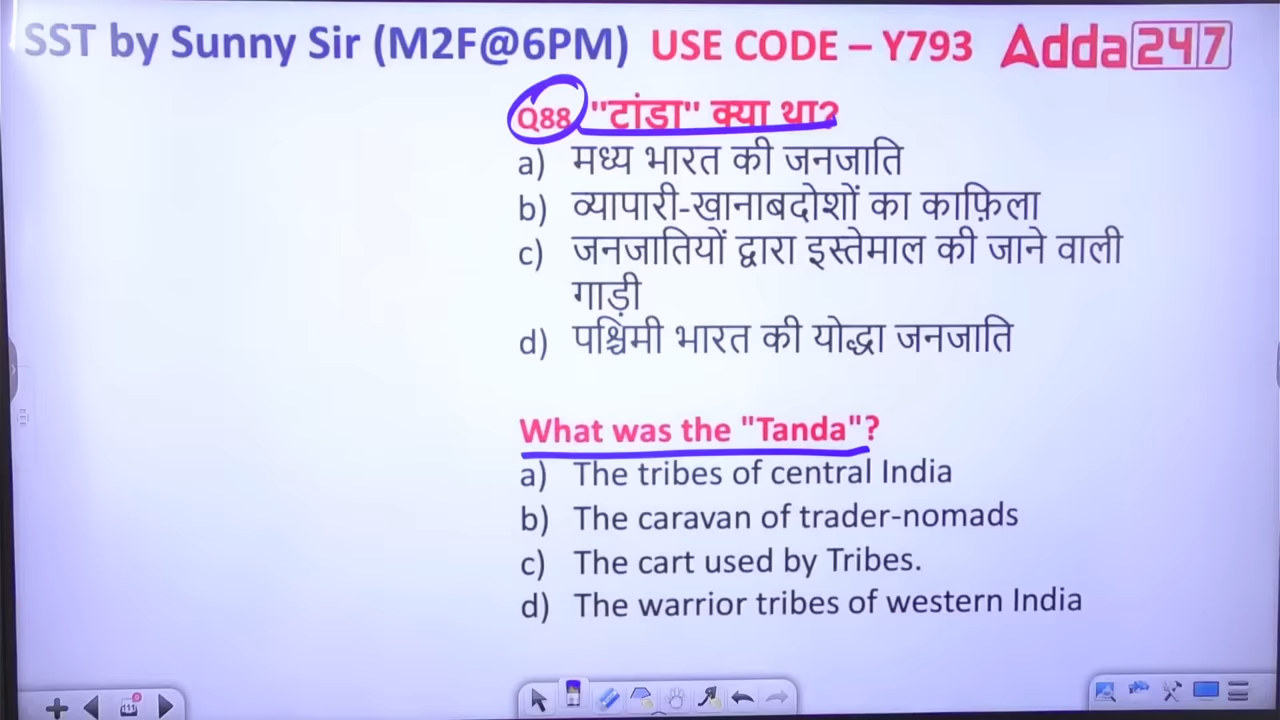 SST by Sunny Sir (M2F@6PM) USE CODE – Y793 Adda247
Q88 "टांडा" क्या था?
a) मध्य भारत की जनजाति
b) व्यापारी-खानाबदोशों का काफ़िला
c) जनजातियों द्वारा इस्तेमाल की जाने वाली
गाड़ी
d) पश्चिमी भारत की योद्धा जनजाति
What was the "Tanda"?
a) The tribes of central India
b) The caravan of trader-nomads
c) The cart used by Tribes.
d) The warrior tribes of western India